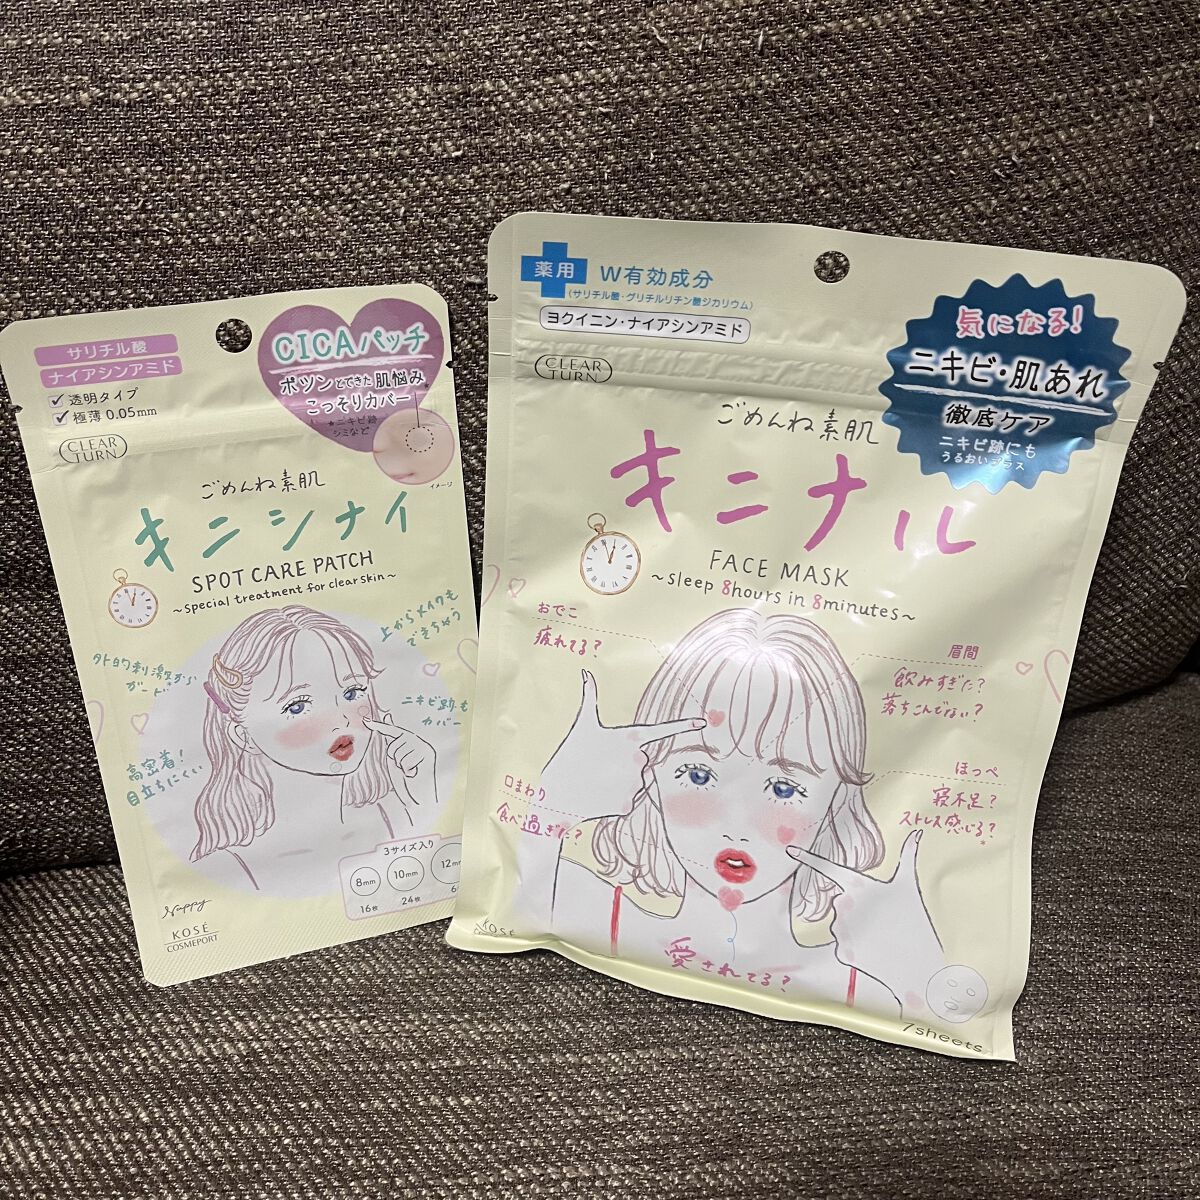 サリチル酸
ナイアシンアミド
✓ 透明タイプ
✓ 極薄 0.05mm
CICAパッチ
ポツンとできた肌悩み*
こっそりカバー
*ニキビ跡
シミなど
イメージ
CLEAR
TURN
ごめんね素肌
キニシナイ
SPOT CARE PATCH
~special treatment for clear skin~
上からメイクも
できちゃう
外的刺激から
ガード
ニキビ跡も
カバー
高密着!
目立ちにくい
3サイズ入り
8mm
10mm
12mm
16枚
24枚
6
Nuppy
KOSÉ
COSMEPORT
薬用
W有効成分
(サリチル酸・グリチルリチン酸ジカリウム)
ヨクイニン・ナイアシンアミド
CLEAR
TURN
気になる!
ニキビ・肌あれ
徹底ケア
ニキビ跡にも
うるおいプラス
ごめんね素肌
キニナル
FACE MASK
~sleep 8hours in 8minutes~
おでこ
疲れてる?
眉間
飲みすぎた?
落ちこんでない?
口まわり
食べ過ぎた?
ほっぺ
寝不足?
ストレス感じる?
愛されてる?
KOSÉ
7sheets